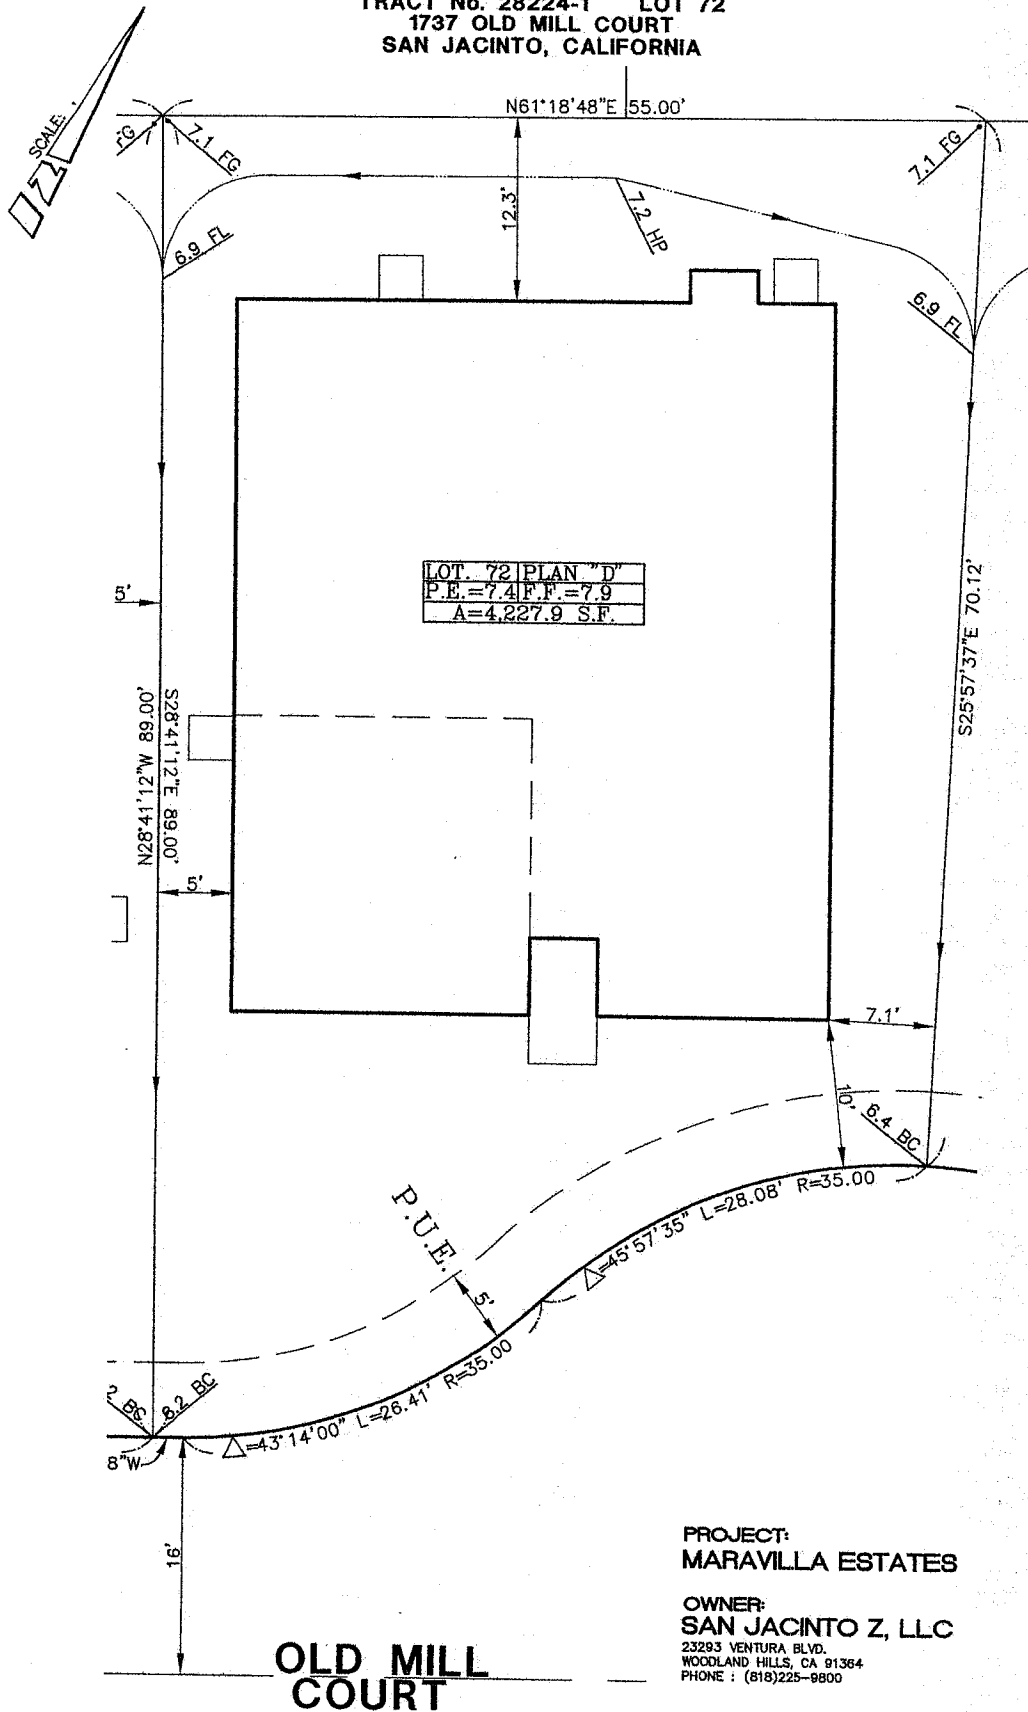 TRACT No. 28224-1 LOT 72
1737 OLD MILL COURT
SAN JACINTO, CALIFORNIA
SCALE:
N61°18'48"E 55.00'
FG
7.1 FG
7.1 FG
12.3'
7.2 HP
6.9 FL
6.9 FL
LOT. 72 PLAN "D"
P.E.=7.4 F.F.=7.9
A=4,227.9 S.F.
5'
S25°57'37"E 70.12'
N28°41'12"W 89.00'
S28°41'12"E 89.00'
5'
7.1'
10'
6.4 BC
P.U.E.
5'
△=45°57'35" L=28.08' R=35.00
2 BC
6.2 BC
△=43°14'00" L=26.41' R=35.00
8"W
16'
PROJECT:
MARAVILLA ESTATES
OWNER:
SAN JACINTO Z, LLC
23293 VENTURA BLVD.
WOODLAND HILLS, CA 91364
PHONE : (818)225-9800
OLD MILL
COURT